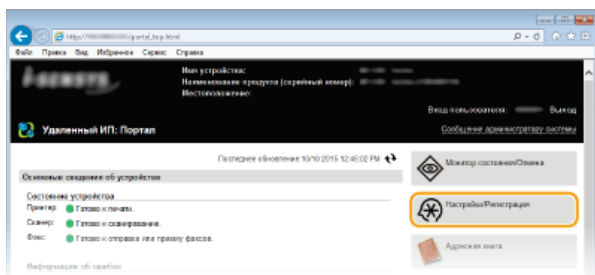 http:// /portal_top.html
Файл Правка Вид Избранное Сервис Справка
Имя устройства:
Наименование продукта (серийный номер):
Местоположение:
Вход пользователя: Выход
Удаленный ИП: Портал
Сообщение администратору системы
Последнее обновление: 10/10 2015 12:45:02 PM
Монитор состояния/Отмена
Основные сведения об устройстве
Состояние устройства
Принтер: Готово к печати.
Настройки/Регистрация
Сканер: Готово к сканированию.
Факс: Готово к отправке или приему факсов.
Адресная книга
Информация об ошибке